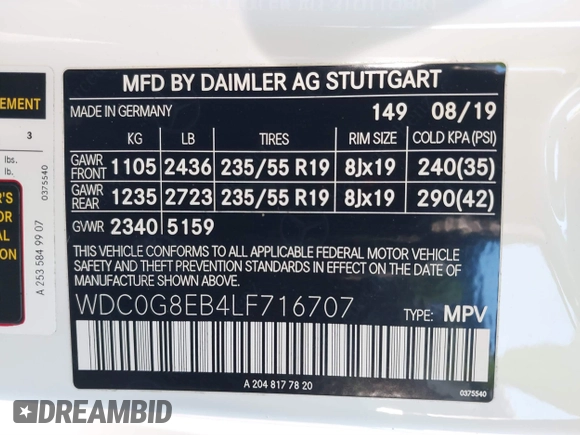 MFD BY DAIMLER AG STUTTGART
MADE IN GERMANY 149 08/19
KG LB TIRES RIM SIZE COLD KPA(PSI)
GAWR FRONT 1105 2436 235/55 R19 8Jx19 240(35)
GAWR REAR 1235 2723 235/55 R19 8Jx19 290(42)
GVWR 2340 5159
THIS VEHICLE CONFORMS TO ALL APPLICABLE FEDERAL MOTOR VEHICLE
SAFETY AND THEFT PREVENTION STANDARDS IN EFFECT ON THE DATE OF
MANUFACTURE SHOWN ABOVE.
WDC0G8EB4LF716707 TYPE: MPV
A 204 817 78 20 0375540
EMENT
3
lbs.
lb.
0375540
R'S
FOR
AL
ION
A 253 584 99 07
DREAMBID